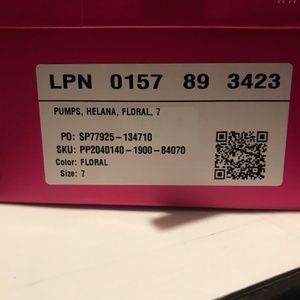 LPN 0157 89 3423
PUMPS, HELANA, FLORAL, 7
PO: SP77925-134710
SKU: PP2040140-1900-84070
Color: FLORAL
Size: 7